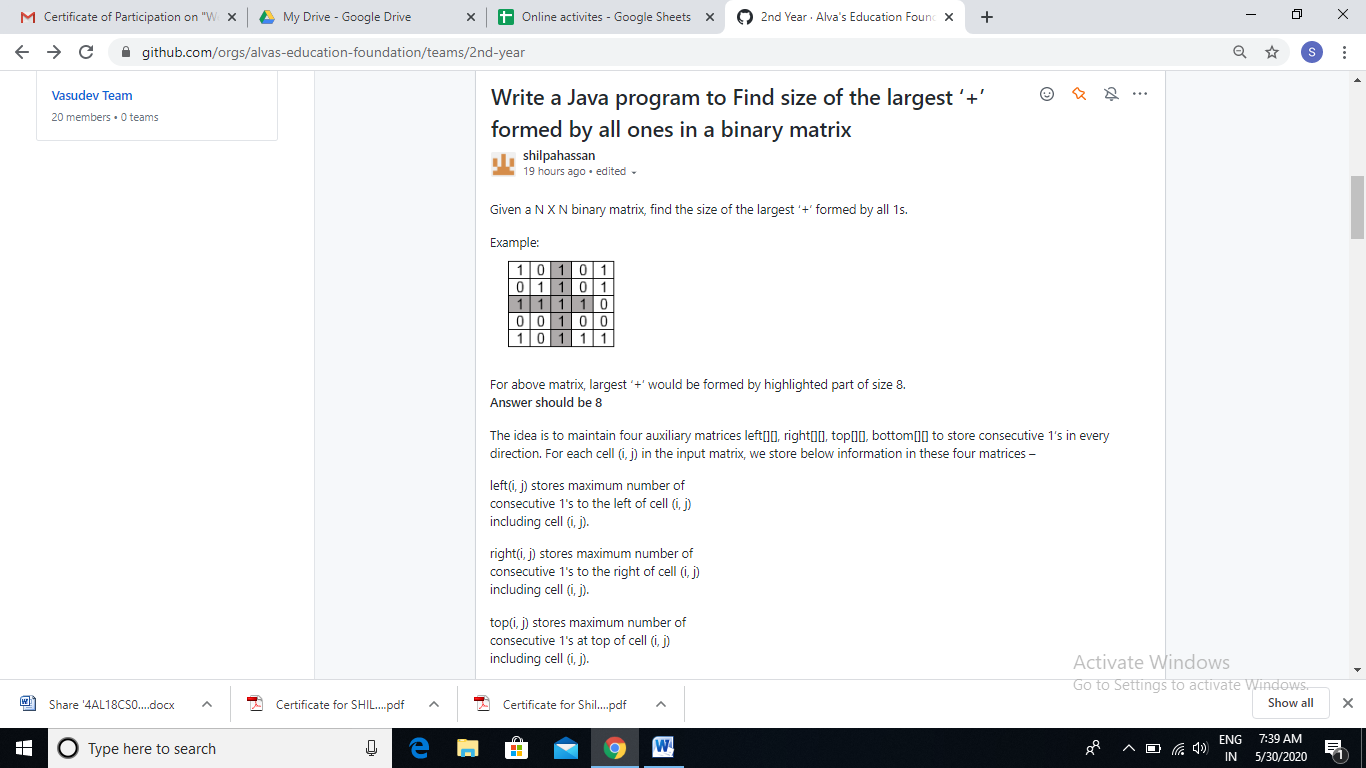 Certificate of Participation on "W
My Drive - Google Drive
Online activites - Google Sheets
2nd Year · Alva's Education Foun
github.com/orgs/alvas-education-foundation/teams/2nd-year
S
Vasudev Team
20 members • 0 teams
Write a Java program to Find size of the largest ‘+’
formed by all ones in a binary matrix
shilpahassan
19 hours ago • edited
Given a N X N binary matrix, find the size of the largest ‘+’ formed by all 1s.
Example:
1 0 1 0 1
0 1 1 0 1
1 1 1 1 0
0 0 1 0 0
1 0 1 1 1
For above matrix, largest ‘+’ would be formed by highlighted part of size 8.
Answer should be 8
The idea is to maintain four auxiliary matrices left[][], right[][], top[][], bottom[][] to store consecutive 1’s in every
direction. For each cell (i, j) in the input matrix, we store below information in these four matrices –
left(i, j) stores maximum number of
consecutive 1's to the left of cell (i, j)
including cell (i, j).
right(i, j) stores maximum number of
consecutive 1's to the right of cell (i, j)
including cell (i, j).
top(i, j) stores maximum number of
consecutive 1's at top of cell (i, j)
including cell (i, j).
Activate Windows
Go to Settings to activate Windows.
Share '4AL18CS0....docx
Certificate for SHIL....pdf
Certificate for Shil....pdf
Show all
Type here to search
ENG
IN
7:39 AM
5/30/2020
1